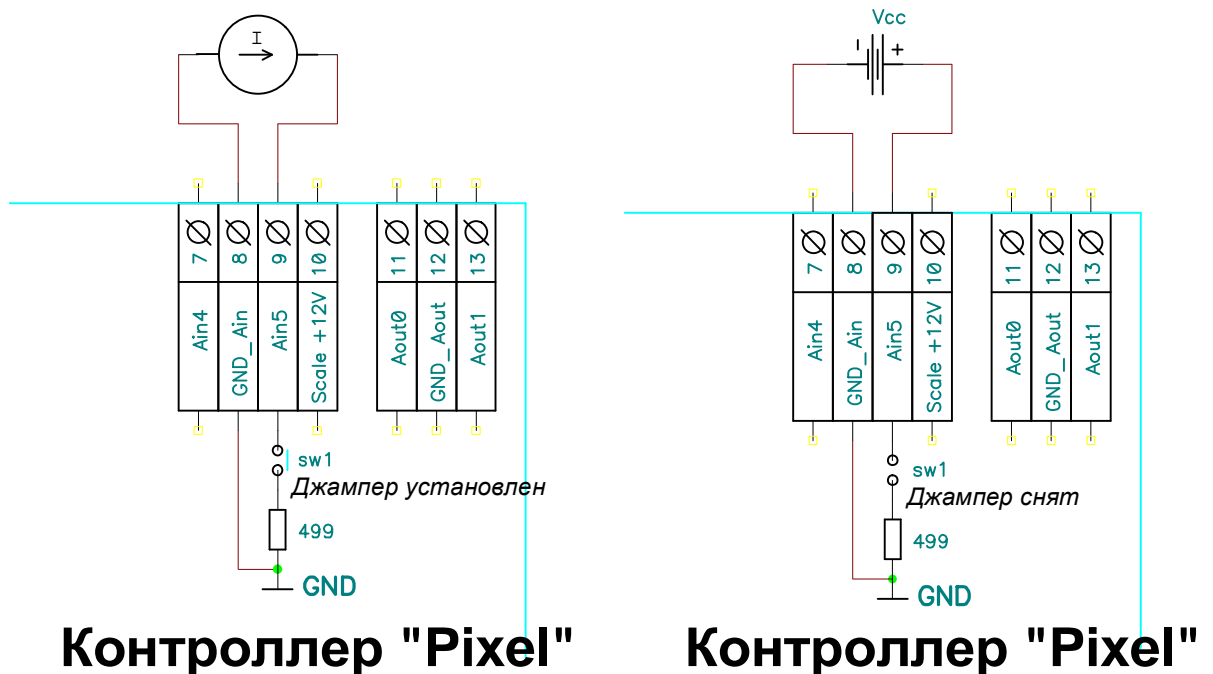 I
7
8
9
10
11
12
13
Ain4
GND_Ain
Ain5
Scale +12V
Aout0
GND_Aout
Aout1
sw1
Джампер установлен
499
GND
Контроллер "Pixel"
Vcc
- +
7
8
9
10
11
12
13
Ain4
GND_Ain
Ain5
Scale +12V
Aout0
GND_Aout
Aout1
sw1
Джампер снят
499
GND
Контроллер "Pixel"